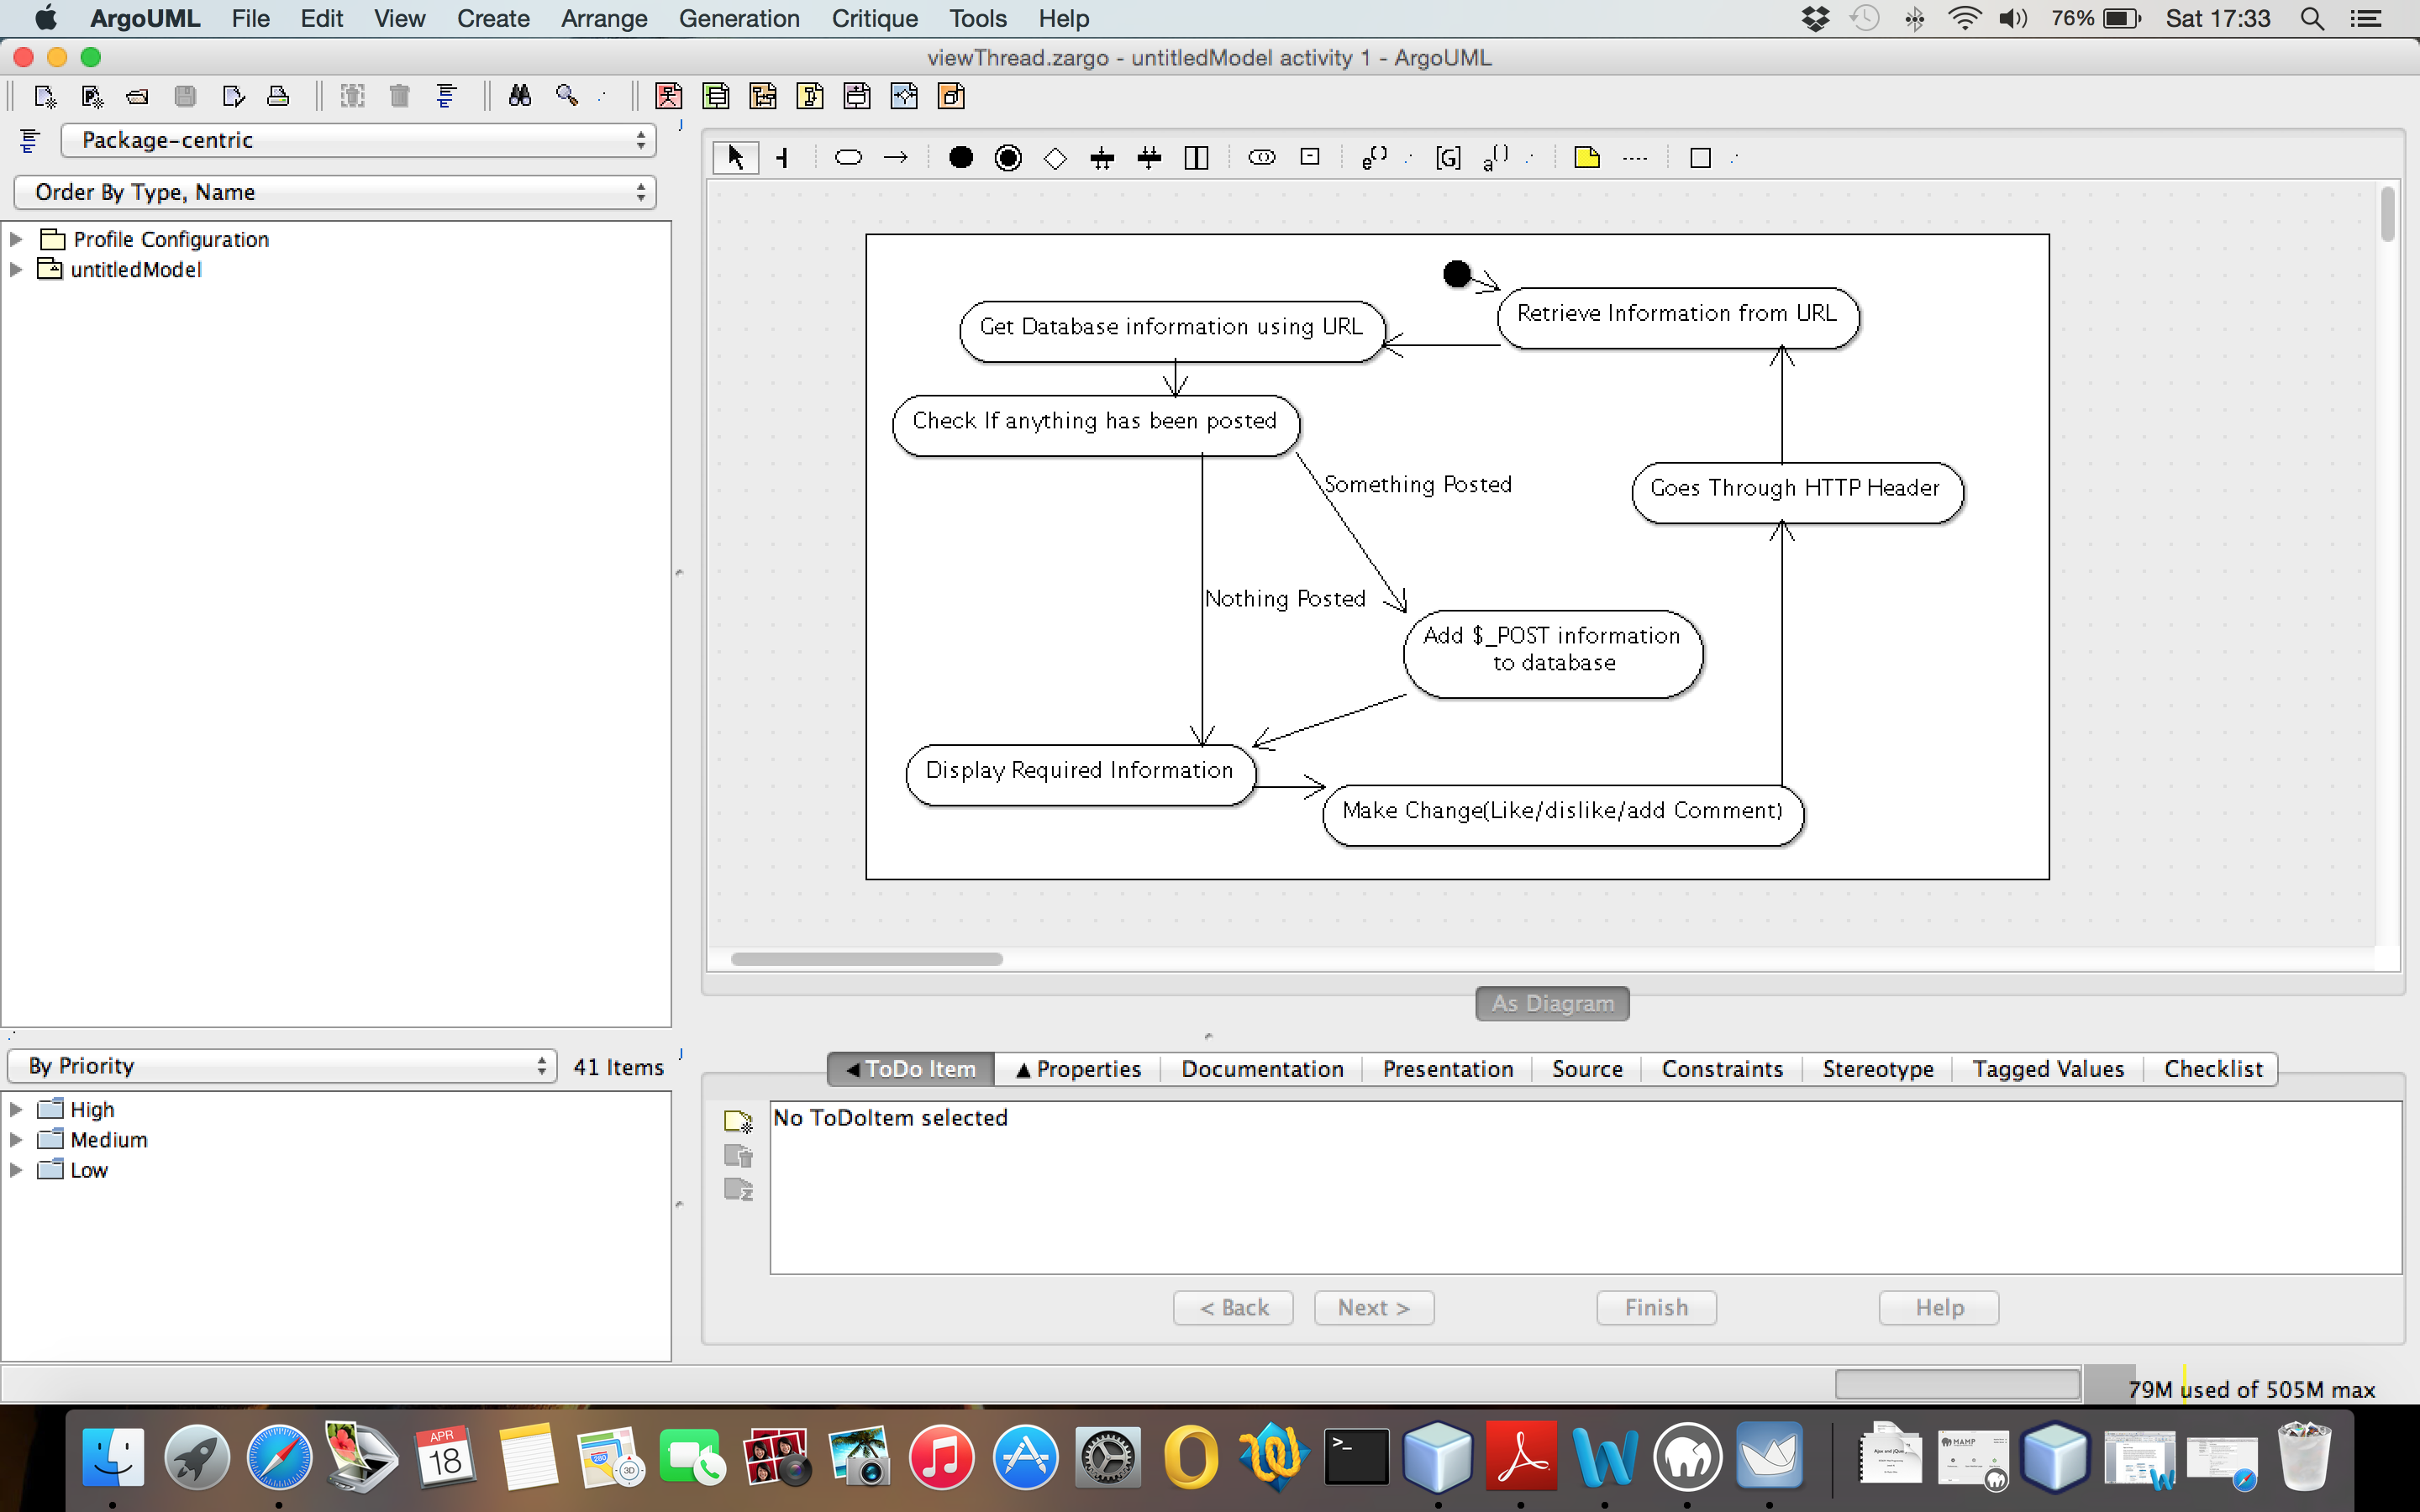 ArgoUML File Edit View Create Arrange Generation Critique Tools Help 76% Sat 17:33
viewThread.zargo - untitledModel activity 1 - ArgoUML
Package-centric
Order By Type, Name
Profile Configuration
untitledModel
Retrieve Information from URL
Get Database information using URL
Check If anything has been posted
Something Posted
Goes Through HTTP Header
Nothing Posted
Add $_POST information
to database
Display Required Information
Make Change(Like/dislike/add Comment)
As Diagram
By Priority 41 Items
High
Medium
Low
ToDo Item Properties Documentation Presentation Source Constraints Stereotype Tagged Values Checklist
No ToDoItem selected
< Back Next > Finish Help
79M used of 505M max
APR
18
280
3D
MAMP